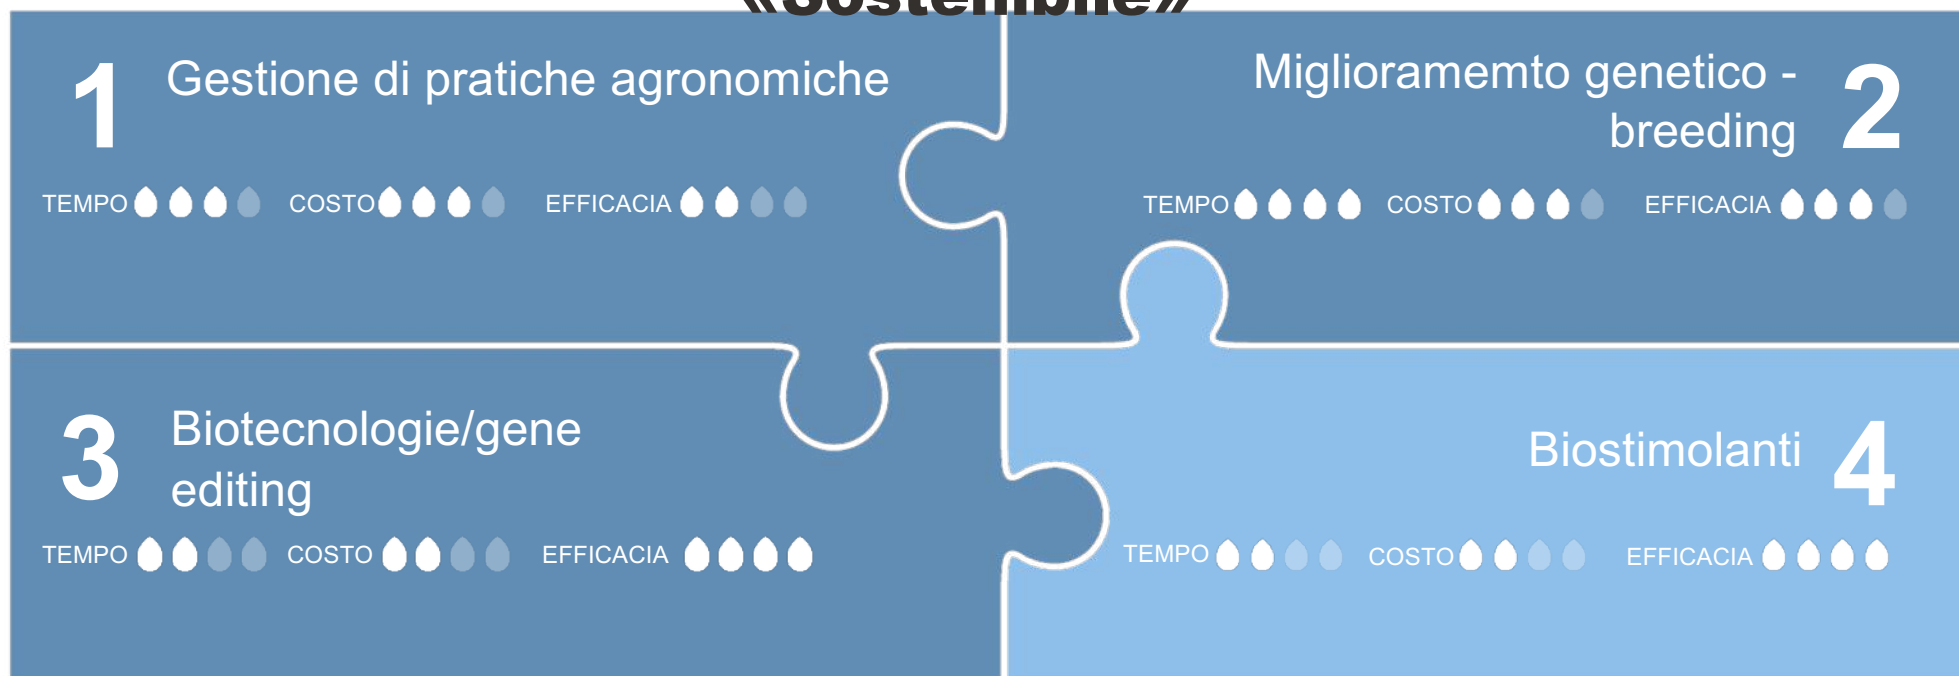 «Sostenibile»
1 Gestione di pratiche agronomiche
TEMPO COSTO EFFICACIA
Miglioramemto genetico -
breeding 2
TEMPO COSTO EFFICACIA
3 Biotecnologie/gene
editing
TEMPO COSTO EFFICACIA
Biostimolanti 4
TEMPO COSTO EFFICACIA